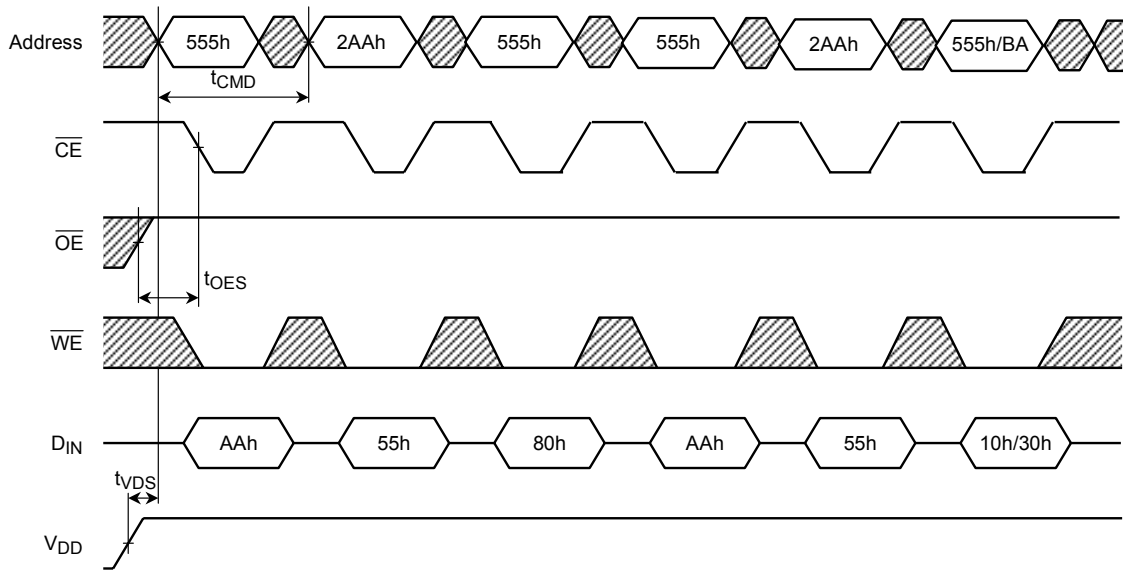 Address 555h 2AAh 555h 555h 2AAh 555h/BA
tCMD
CE
OE
tOES
WE
DIN AAh 55h 80h AAh 55h 10h/30h
tVDS
VDD